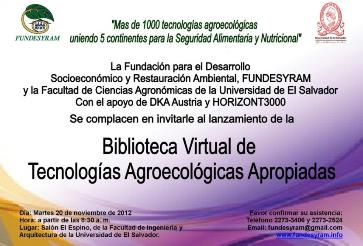 "Mas de 1000 tecnologías agroecológicas
uniendo 5 continentes para la Seguridad Alimentaria y Nutricional"
FUNDESYRAM
La Fundación para el Desarrollo
Socioeconómico y Restauración Ambiental, FUNDESYRAM
y la Facultad de Ciencias Agronómicas de la Universidad de El Salvador
Con el apoyo de DKA Austria y HORIZONT3000
Se complacen en invitarle al lanzamiento de la
Biblioteca Virtual de
Tecnologías Agroecológicas Apropiadas
Día: Martes 20 de noviembre de 2012
Hora: a partir de las 8:30 a. m.
Lugar: Salón El Espino, de la Facultad de Ingeniería y
Arquitectura de la Universidad de El Salvador.
Favor confirmar su asistencia:
Teléfono 2273-3406 y 2273-2524
Email: fundesyram@gmail.com
www.fundesyram.info